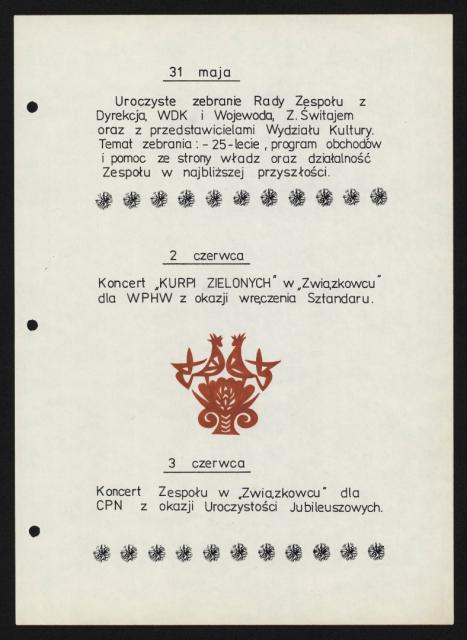 31 maja
Uroczyste zebranie Rady Zespołu z
Dyrekcją, WDK i Wojewodą, Z. Świtajem
oraz z przedstawicielami Wydziału Kultury.
Temat zebrania: - 25-lecie, program obchodów
i pomoc ze strony władz oraz działalność
Zespołu w najbliższej przyszłości.
2 czerwca
Koncert „KURPI ZIELONYCH" w „Związkowcu"
dla WPHW z okazji wręczenia Sztandaru.
3 czerwca
Koncert Zespołu w „Związkowcu" dla
CPN z okazji Uroczystości Jubileuszowych.